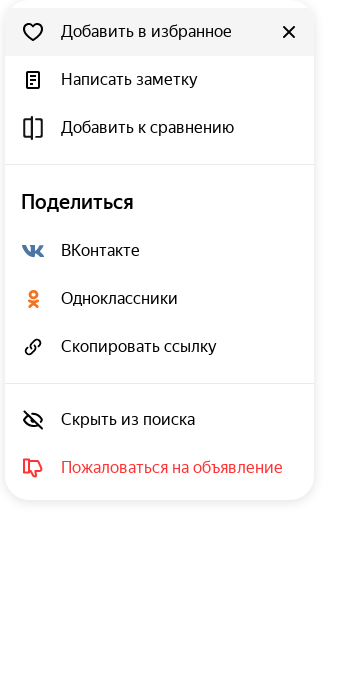 Добавить в избранное
Написать заметку
Добавить к сравнению
Поделиться
ВКонтакте
Одноклассники
Скопировать ссылку
Скрыть из поиска
Пожаловаться на объявление